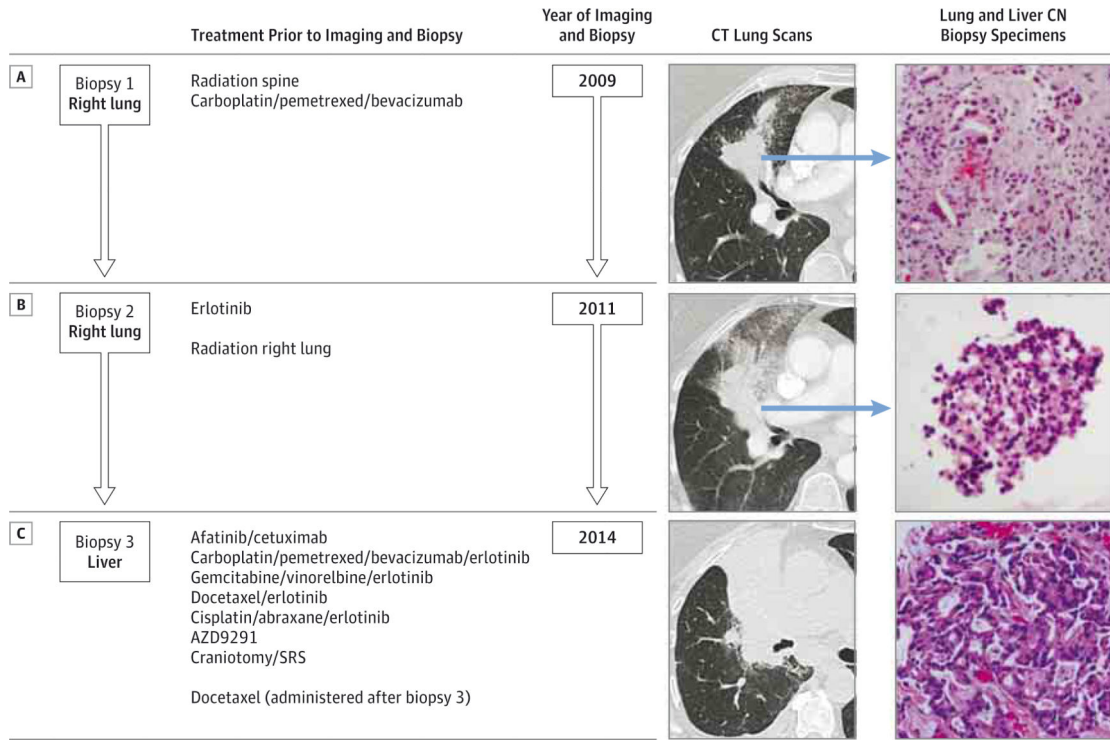 Treatment Prior to Imaging and Biopsy
Year of Imaging
and Biopsy
CT Lung Scans
Lung and Liver CN
Biopsy Specimens
A
Biopsy 1
Right lung
Radiation spine
Carboplatin/pemetrexed/bevacizumab
2009
B
Biopsy 2
Right lung
Erlotinib
Radiation right lung
2011
C
Biopsy 3
Liver
Afatinib/cetuximab
Carboplatin/pemetrexed/bevacizumab/erlotinib
Gemcitabine/vinorelbine/erlotinib
Docetaxel/erlotinib
Cisplatin/abraxane/erlotinib
AZD9291
Craniotomy/SRS
Docetaxel (administered after biopsy 3)
2014